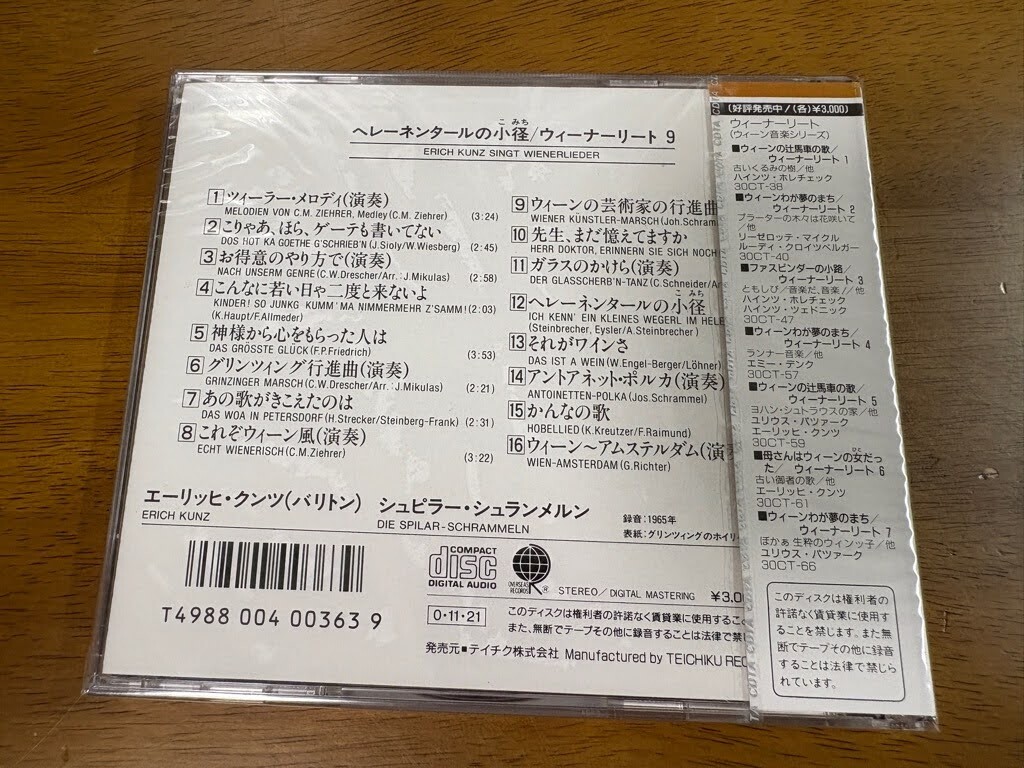 ヘレーネンタールの小径/ウィーナーリート 9
こみち
ERICH KUNZ SINGT WIENERLIEDER
1 ツィーラー・メロディ(演奏)
MELODIEN VON C.M. ZIEHRER, Medley(C.M. Ziehrer) (3:24)
2 こりゃあ、ほら、ゲーテも書いてない
DOS HOT KA GOETHE G'SCHRIEB'N(J.Sioly/W.Wiesberg) (2:45)
3 お得意のやり方で(演奏)
NACH UNSERM GENRE(C.W.Drescher/Arr.:J.Mikulas) (2:58)
4 こんなに若い日ゃ二度と来ないよ
KINDER! SO JUNKG KUMM' MA NIMMERMEHR Z'SAMM! (2:03)
(K.Haupt/F.Allmeder)
5 神様から心をもらった人は
DAS GRÖSSTE GLÜCK(F.P.Friedrich) (3:53)
6 グリンツィング行進曲(演奏)
GRINZINGER MARSCH(C.W.Drescher/Arr.:J.Mikulas) (2:21)
7 あの歌がきこえたのは
DAS WOA IN PETERSDORF(H.Strecker/Steinberg-Frank) (2:31)
8 これぞウィーン風(演奏)
ECHT WIENERISCH(C.M.Ziehrer) (3:22)
9 ウィーンの芸術家の行進曲
WIENER KÜNSTLER-MARSCH(Joh.Schram
10 先生、まだ憶えてますか
HERR DOKTOR, ERINNERN SIE SICH NOCH
11 ガラスのかけら(演奏)
DER GLASSCHERB'N-TANZ(C.Schneider/Ar
12 ヘレーネンタールの小径
こみち
ICH KENN' EIN KLEINES WEGERL IM HELE
(Steinbrecher, Eysler/A.Steinbrecher)
13 それがワインさ
DAS IST A WEIN(W.Engel-Berger/Löhner)
14 アントアネット・ポルカ(演奏)
ANTOINETTEN-POLKA(Jos.Schrammel)
15 かんなの歌
HOBELLIED(K.Kreutzer/F.Raimund)
16 ウィーン〜アムステルダム(演
WIEN-AMSTERDAM(G.Richter)
エーリッヒ・クンツ(バリトン) シュピラー・シュランメルン
ERICH KUNZ DIE SPILAR-SCHRAMMELN
録音:1965年
表紙:グリンツィングのホイリ
T4988 004 00363 9
COMPACT disc DIGITAL AUDIO
OVERSEAS RECORDS ®
STEREO/DIGITAL MASTERING ¥3,0
0・11・21
このディスクは権利者の許諾なく賃貸業に使用するこ
また、無断でテープその他に録音することは法律で禁
発売元■テイチク株式会社 Manufactured by TEICHIKU REC
(好評発売中/(各)¥3,000)
ウィーナーリート
(ウィーン音楽シリーズ)
■ウィーンの辻馬車の歌/
ウィーナーリート 1
古いくるみの樹/他
ハインツ・ホレチェック
30CT-38
■ウィーンわが夢のまち/
ウィーナーリート 2
プラーターの木々は花咲いて
/他
リーゼロッテ・マイクル
ルーディ・クロイツベルガー
30CT-40
■ファスビンダーの小路/
ウィーナーリート 3
ともしび/音楽だ、音楽/他
ハインツ・ホレチェック
ハインツ・ツェドニック
30CT-47
■ウィーンわが夢のまち/
ウィーナーリート 4
ランナー音楽/他
エミー・デンク
30CT-57
■ウィーンの辻馬車の歌/
ウィーナーリート 5
ヨハン・シュトラウスの家/他
ユリウス・パツァーク
エーリッヒ・クンツ
30CT-59
■母さんはウィーンの女だっ
ひと
た/ ウィーナーリート 6
古い御者の歌/他
エーリッヒ・クンツ
30CT-61
■ウィーンわが夢のまち/
ウィーナーリート 7
ぼかぁ生粋のウィンッ子/他
ユリウス・パツァーク
30CT-66
このディスクは権利者の
許諾なく賃貸業に使用す
ることを禁じます。また無
断でテープその他に録音
することは法律で禁じら
れています。